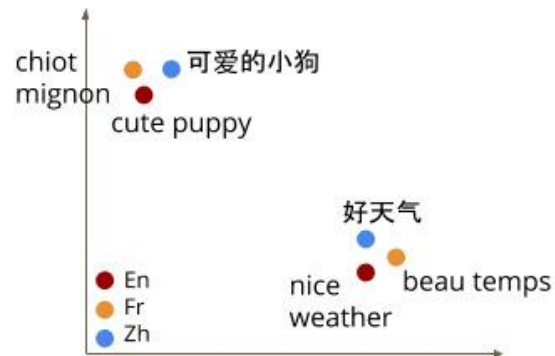 chiot
mignon
可爱的小狗
cute puppy
好天气
nice
weather
beau temps
En
Fr
Zh